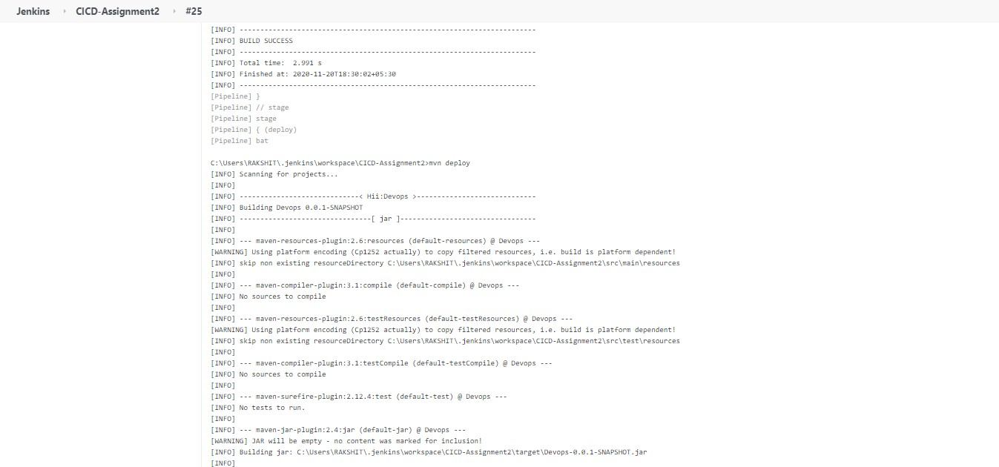 Jenkins › CICD-Assignment2 › #25
[INFO] ------------------------------------------------------------------------
[INFO] BUILD SUCCESS
[INFO] ------------------------------------------------------------------------
[INFO] Total time:  2.991 s
[INFO] Finished at: 2020-11-20T18:30:02+05:30
[INFO] ------------------------------------------------------------------------
[Pipeline] }
[Pipeline] // stage
[Pipeline] stage
[Pipeline] { (deploy)
[Pipeline] bat
C:\Users\RAKSHIT\.jenkins\workspace\CICD-Assignment2>mvn deploy
[INFO] Scanning for projects...
[INFO]
[INFO] -----------------------------< Hii:Devops >-----------------------------
[INFO] Building Devops 0.0.1-SNAPSHOT
[INFO] --------------------------------[ jar ]---------------------------------
[INFO]
[INFO] --- maven-resources-plugin:2.6:resources (default-resources) @ Devops ---
[WARNING] Using platform encoding (Cp1252 actually) to copy filtered resources, i.e. build is platform dependent!
[INFO] skip non existing resourceDirectory C:\Users\RAKSHIT\.jenkins\workspace\CICD-Assignment2\src\main\resources
[INFO]
[INFO] --- maven-compiler-plugin:3.1:compile (default-compile) @ Devops ---
[INFO] No sources to compile
[INFO]
[INFO] --- maven-resources-plugin:2.6:testResources (default-testResources) @ Devops ---
[WARNING] Using platform encoding (Cp1252 actually) to copy filtered resources, i.e. build is platform dependent!
[INFO] skip non existing resourceDirectory C:\Users\RAKSHIT\.jenkins\workspace\CICD-Assignment2\src\test\resources
[INFO]
[INFO] --- maven-compiler-plugin:3.1:testCompile (default-testCompile) @ Devops ---
[INFO] No sources to compile
[INFO]
[INFO] --- maven-surefire-plugin:2.12.4:test (default-test) @ Devops ---
[INFO] No tests to run.
[INFO]
[INFO] --- maven-jar-plugin:2.4:jar (default-jar) @ Devops ---
[WARNING] JAR will be empty - no content was marked for inclusion!
[INFO] Building jar: C:\Users\RAKSHIT\.jenkins\workspace\CICD-Assignment2\target\Devops-0.0.1-SNAPSHOT.jar
[INFO]